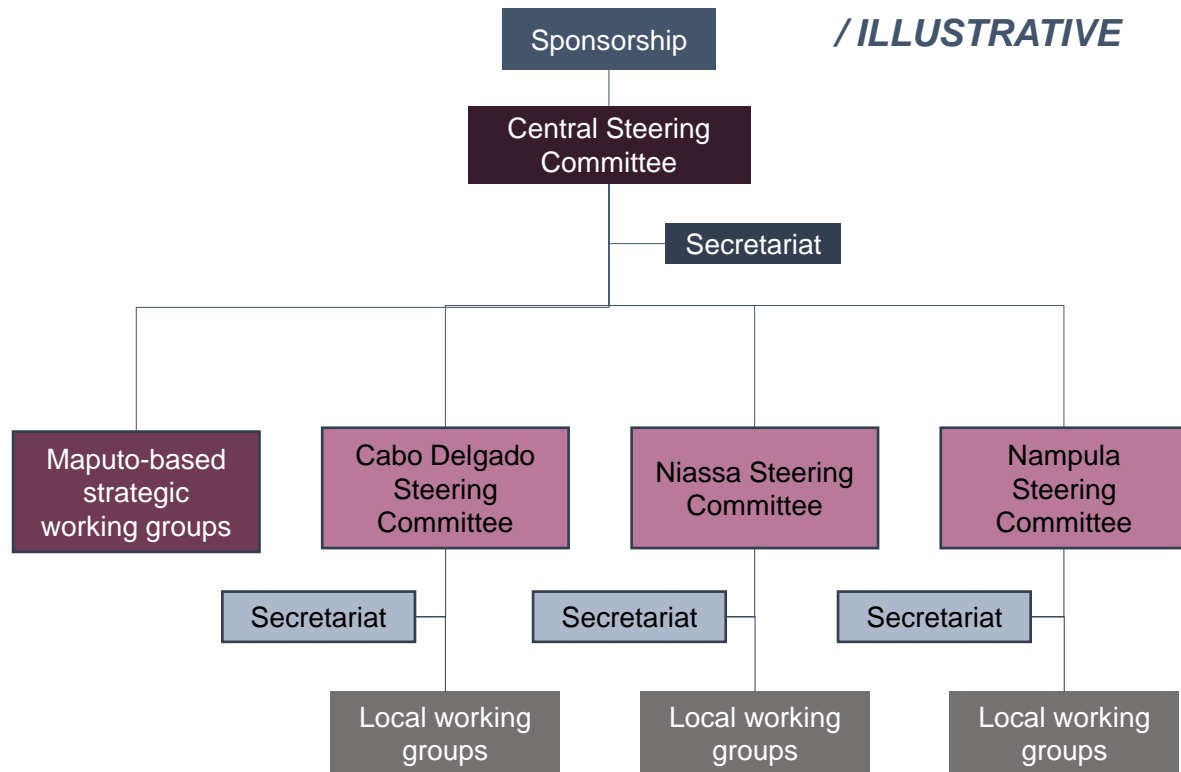 Sponsorship
/ ILLUSTRATIVE
Central Steering
Committee
Secretariat
Maputo-based
strategic
working groups
Cabo Delgado
Steering
Committee
Niassa Steering
Committee
Nampula
Steering
Committee
Secretariat
Secretariat
Secretariat
Local working
groups
Local working
groups
Local working
groups